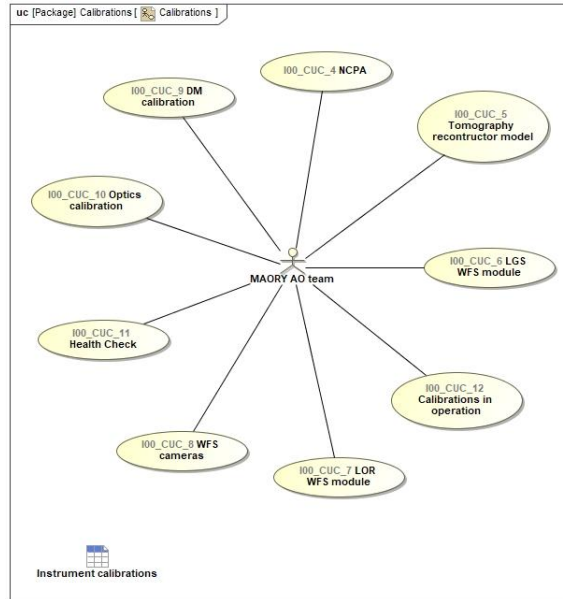 uc [Package] Calibrations [ Calibrations ]
I00_CUC_4 NCPA
I00_CUC_9 DM
calibration
I00_CUC_5
Tomography
recontructor model
I00_CUC_10 Optics
calibration
I00_CUC_6 LGS
WFS module
MAORY AO team
I00_CUC_11
Health Check
I00_CUC_12
Calibrations in
operation
I00_CUC_8 WFS
cameras
I00_CUC_7 LOR
WFS module
Instrument calibrations